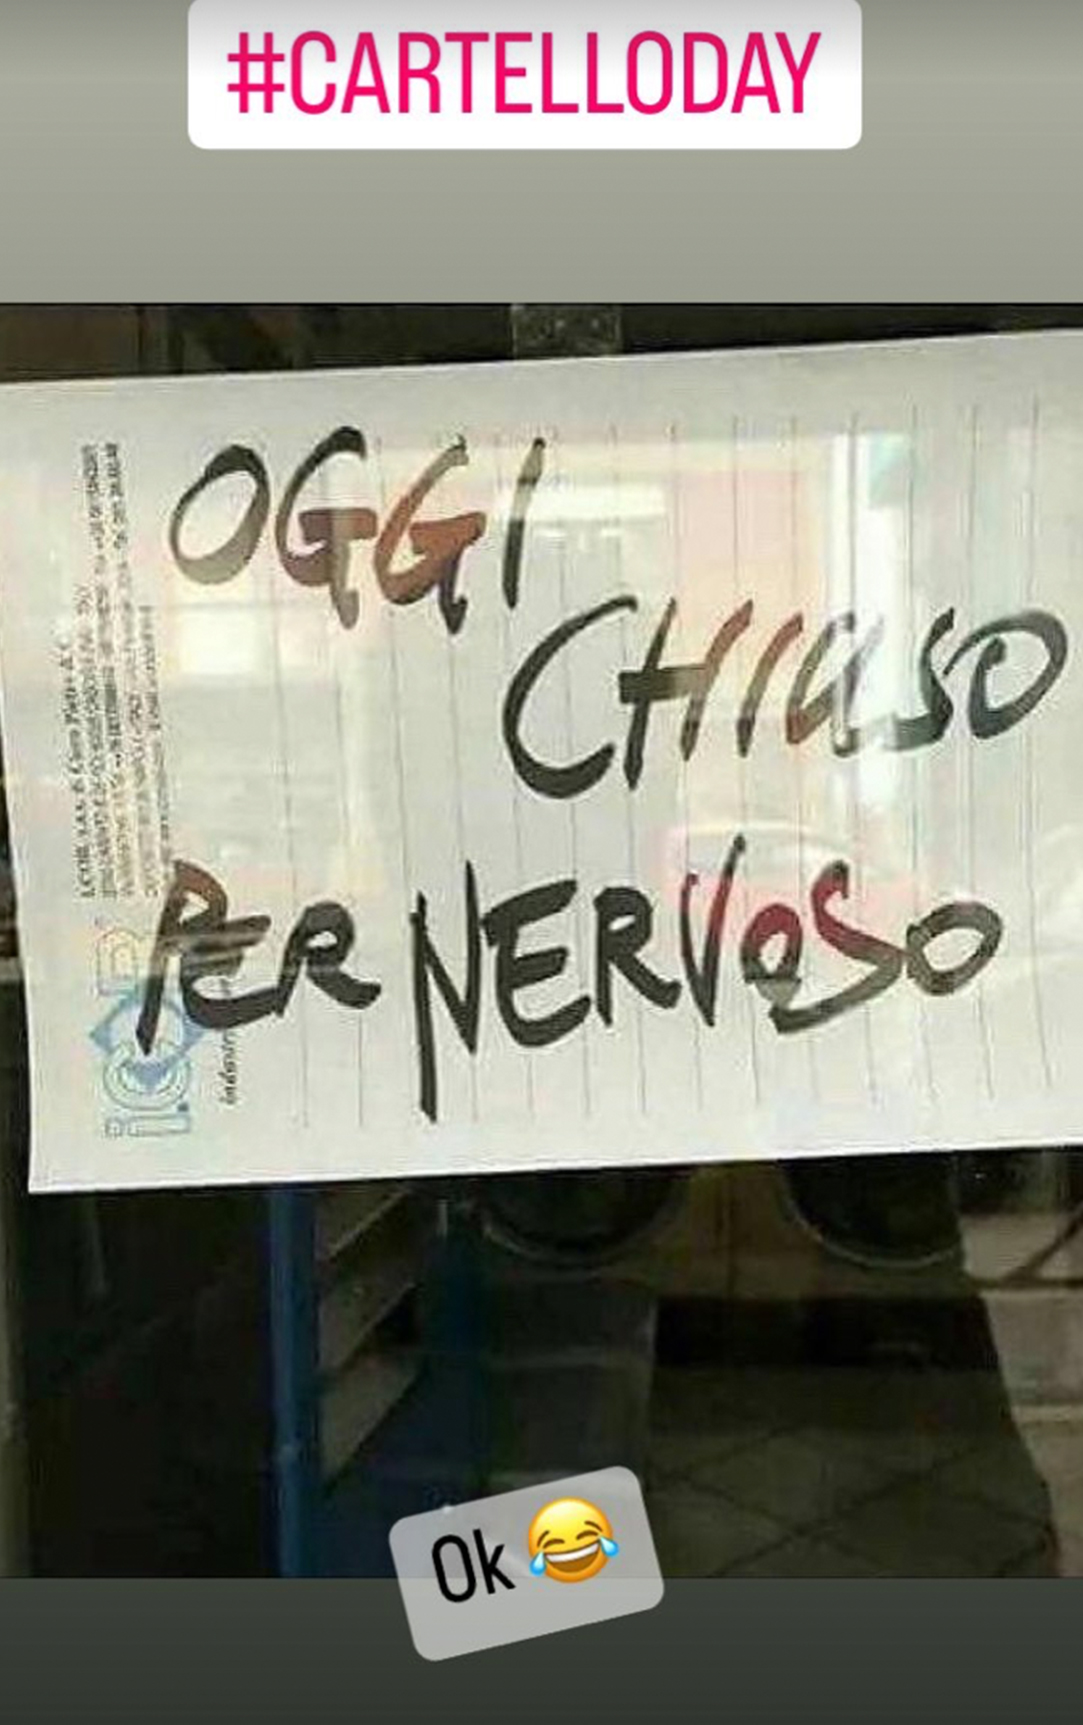 #CARTELLODAY
OGGI
CHIUSO
PER NERVOSO
Ok 😂